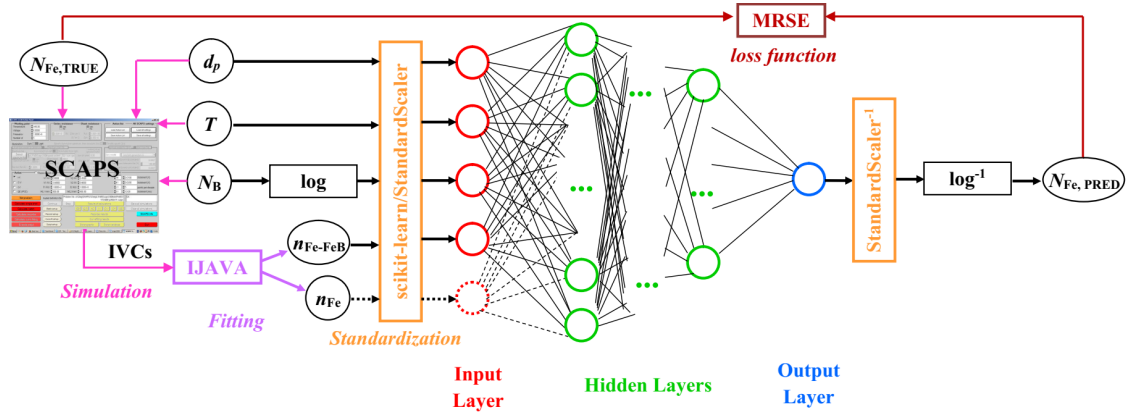 MRSE
loss function
N_Fe,TRUE
d_p
T
SCAPS
N_B
log
IVCs
Simulation
IJAVA
Fitting
n_Fe-FeB
n_Fe
scikit-learn/StandardScaler
Standardization
Input
Layer
Hidden Layers
Output
Layer
StandardScaler⁻¹
log⁻¹
N_Fe, PRED